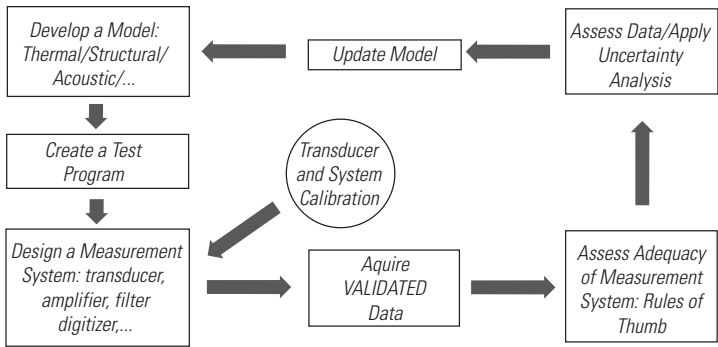 Develop a Model:
Thermal/Structural/
Acoustic/...
Update Model
Assess Data/Apply
Uncertainty
Analysis
Create a Test
Program
Transducer
and System
Calibration
Design a Measurement
System: transducer,
amplifier, filter
digitizer,...
Aquire
VALIDATED
Data
Assess Adequacy
of Measurement
System: Rules of
Thumb